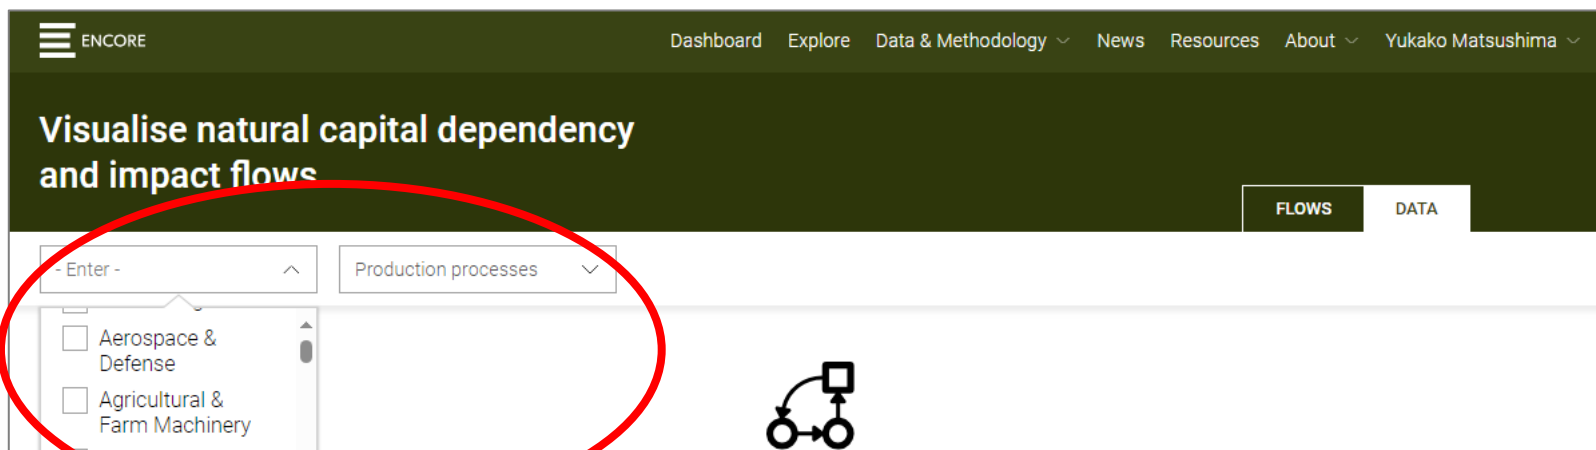 ENCORE
Dashboard Explore Data & Methodology News Resources About Yukako Matsushima
Visualise natural capital dependency
and impact flows
FLOWS DATA
- Enter - Production processes
Aerospace &
Defense
Agricultural &
Farm Machinery